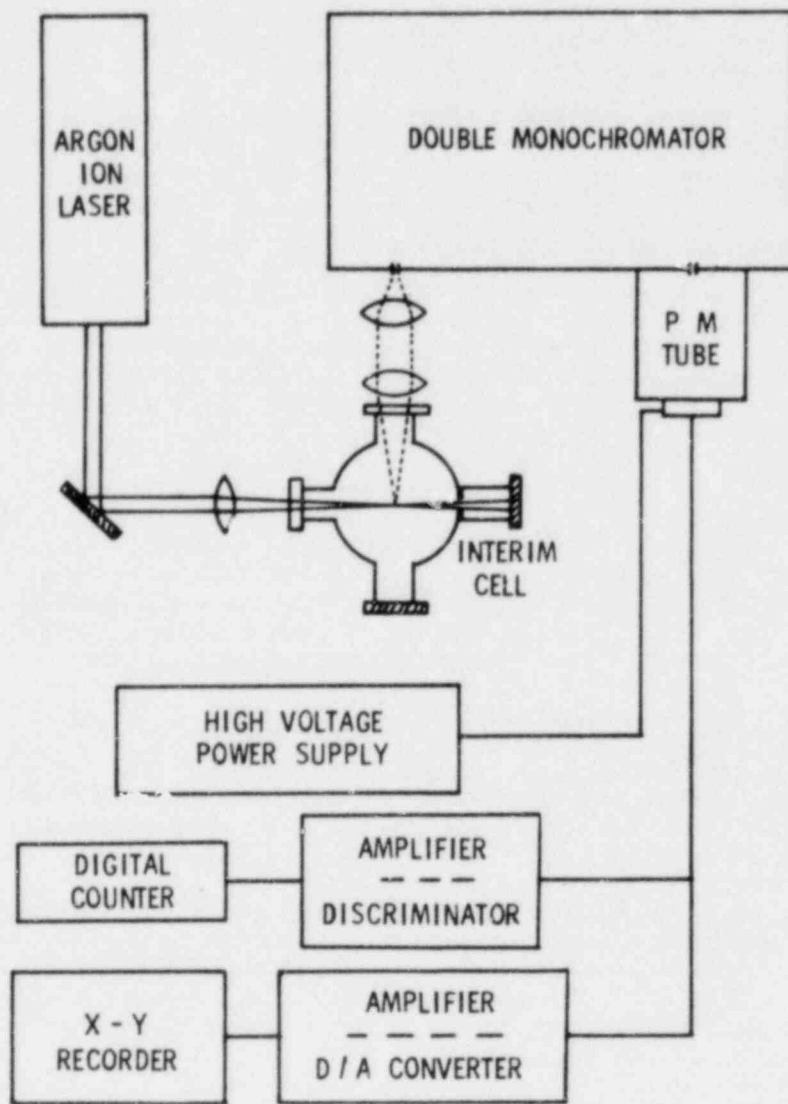 ARGON
ION
LASER
DOUBLE MONOCHROMATOR
P M
TUBE
INTERIM
CELL
HIGH VOLTAGE
POWER SUPPLY
DIGITAL
COUNTER
AMPLIFIER
DISCRIMINATOR
X - Y
RECORDER
AMPLIFIER
D / A CONVERTER